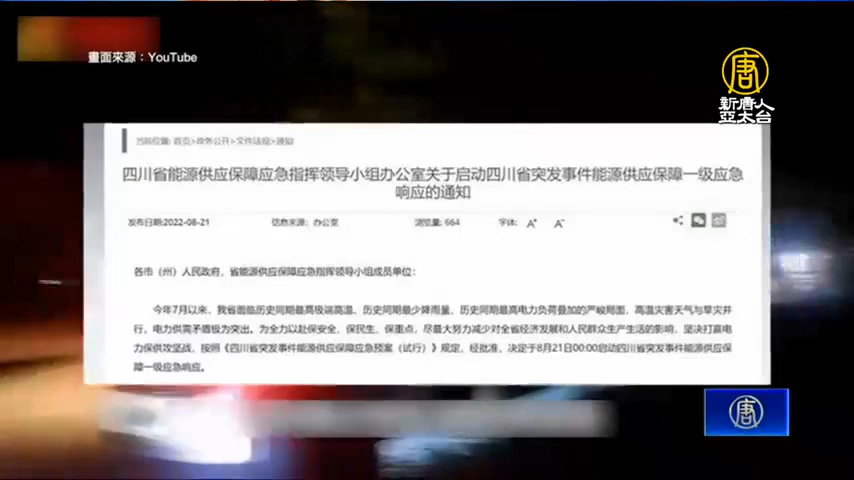 畫面來源：YouTube
唐
新唐人
亞太台
当前位置: 首页>政务公开>文件法规>通知
四川省能源供应保障应急指挥领导小组办公室关于启动四川省突发事件能源供应保障一级应急
响应的通知
发布日期:2022-08-21 信息来源：办公室 浏览量: 664 字体: A+ A-
各市（州）人民政府，省能源供应保障应急指挥领导小组成员单位：
今年7月以来，我省面临历史同期最高极端高温、历史同期最少降雨量、历史同期最高电力负荷叠加的严峻局面，高温灾害天气与旱灾并
行，电力供需矛盾极为突出。为全力以赴保安全、保民生、保重点，尽最大努力减少对全省经济发展和人民群众生产生活的影响，坚决打赢电
力保供攻坚战，按照《四川省突发事件能源供应保障应急预案（试行）》规定，经批准，决定于8月21日00:00启动四川省突发事件能源供应保
障一级应急响应。
唐